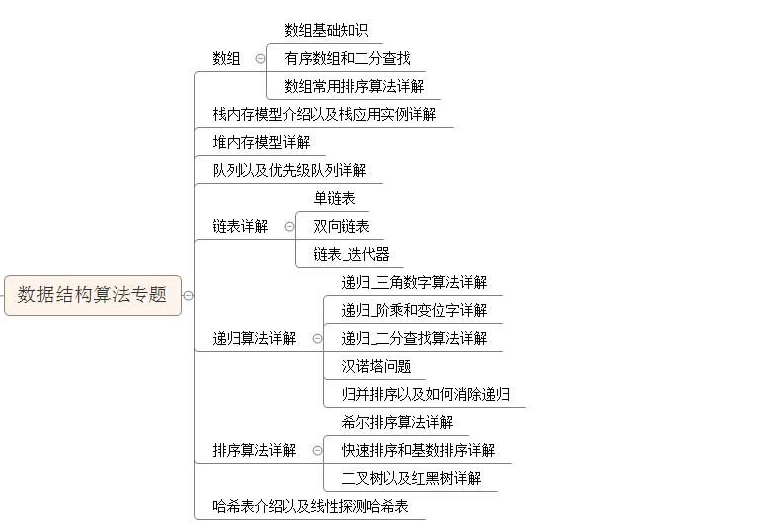 数据结构算法专题
数组
数组基础知识
有序数组和二分查找
数组常用排序算法详解
栈内存模型介绍以及栈应用实例详解
堆内存模型详解
队列以及优先级队列详解
链表详解
单链表
双向链表
链表_迭代器
递归算法详解
递归_三角数字算法详解
递归_阶乘和变位字详解
递归_二分查找算法详解
汉诺塔问题
归并排序以及如何消除递归
排序算法详解
希尔排序算法详解
快速排序和基数排序详解
二叉树以及红黑树详解
哈希表介绍以及线性探测哈希表